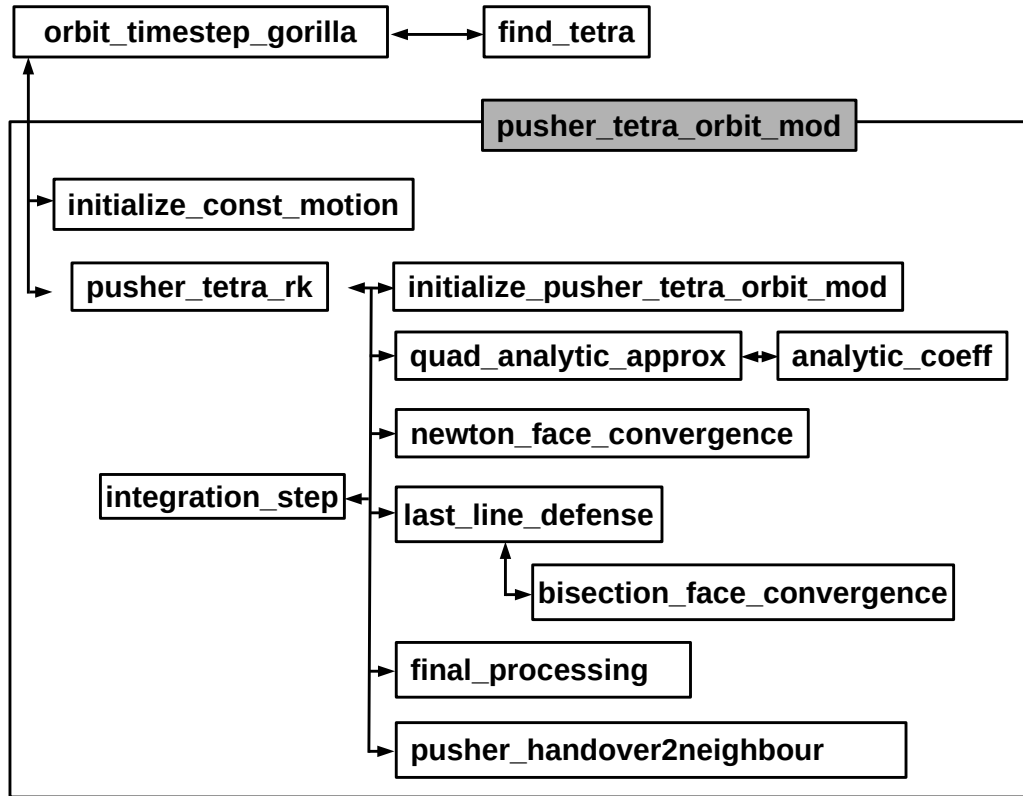 orbit_timestep_gorilla
find_tetra
pusher_tetra_orbit_mod
initialize_const_motion
pusher_tetra_rk
initialize_pusher_tetra_orbit_mod
quad_analytic_approx
analytic_coeff
newton_face_convergence
integration_step
last_line_defense
bisection_face_convergence
final_processing
pusher_handover2neighbour